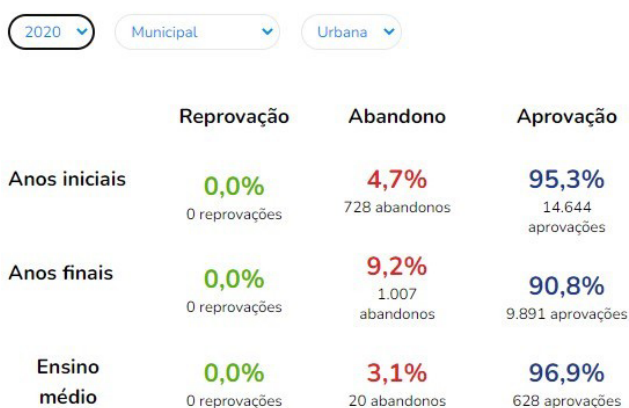 2020 Municipal Urbana
Reprovação Abandono Aprovação
Anos iniciais 0,0% 4,7% 95,3%
0 reprovações 728 abandonos 14.644
aprovações
Anos finais 0,0% 9,2% 90,8%
0 reprovações 1.007
abandonos 9.891 aprovações
Ensino
médio 0,0% 3,1% 96,9%
0 reprovações 20 abandonos 628 aprovações